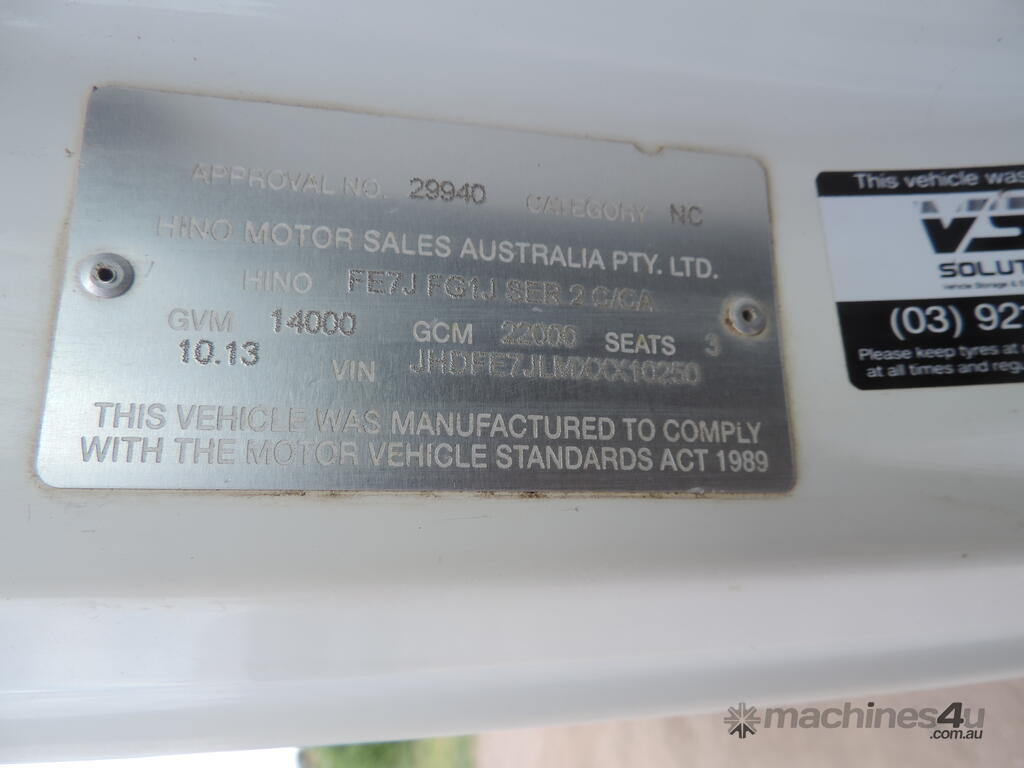 APPROVAL NO. 29940 CATEGORY NC
HINO MOTOR SALES AUSTRALIA PTY. LTD.
HINO FE7J FG1J SER 2 C/CA
GVM 14000 GCM 22000 SEATS 3
10.13 VIN JHDFE7JLMXXX10250
THIS VEHICLE WAS MANUFACTURED TO COMPLY
WITH THE MOTOR VEHICLE STANDARDS ACT 1989
This vehicle was
VS
SOLUT
(03) 92
Please keep tyres at
at all times and regu
machines4u
.com.au